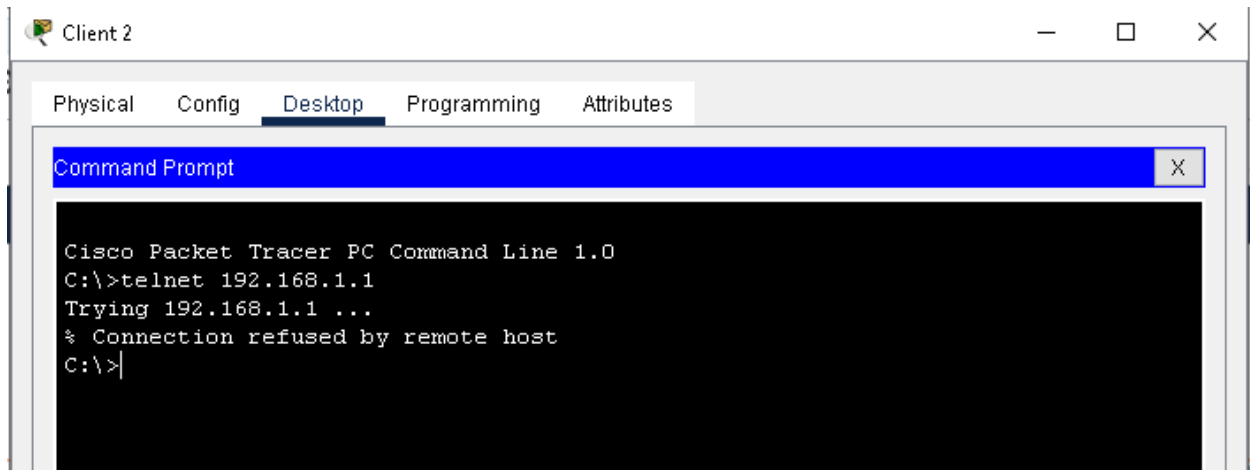 Client 2
Physical Config Desktop Programming Attributes
Command Prompt X
Cisco Packet Tracer PC Command Line 1.0
C:\>telnet 192.168.1.1
Trying 192.168.1.1 ...
% Connection refused by remote host
C:\>